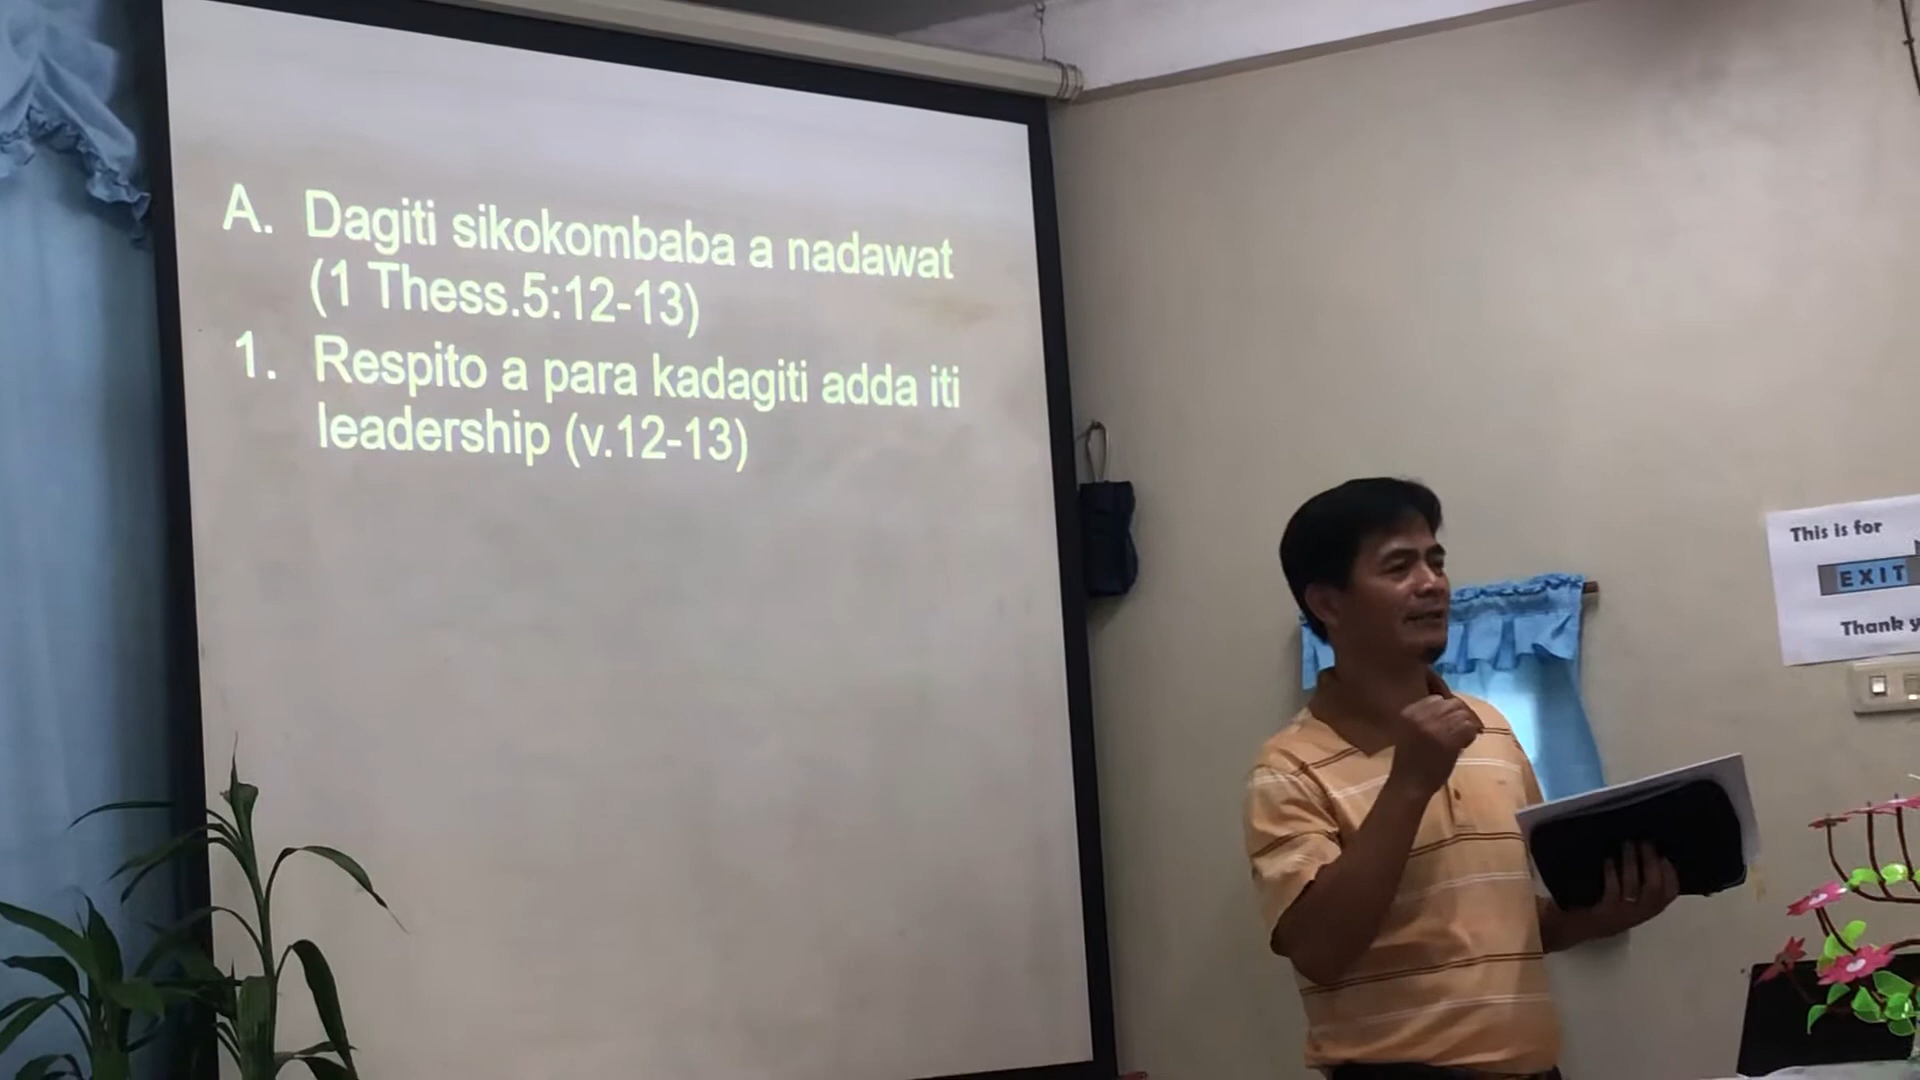 A. Dagiti sikokombaba a nadawat
(1 Thess.5:12-13)
1. Respito a para kadagiti adda iti
leadership (v.12-13)
This is for
EXIT
Thank